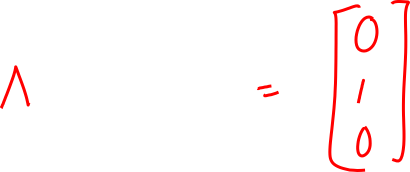 ^ = [0
1
0]